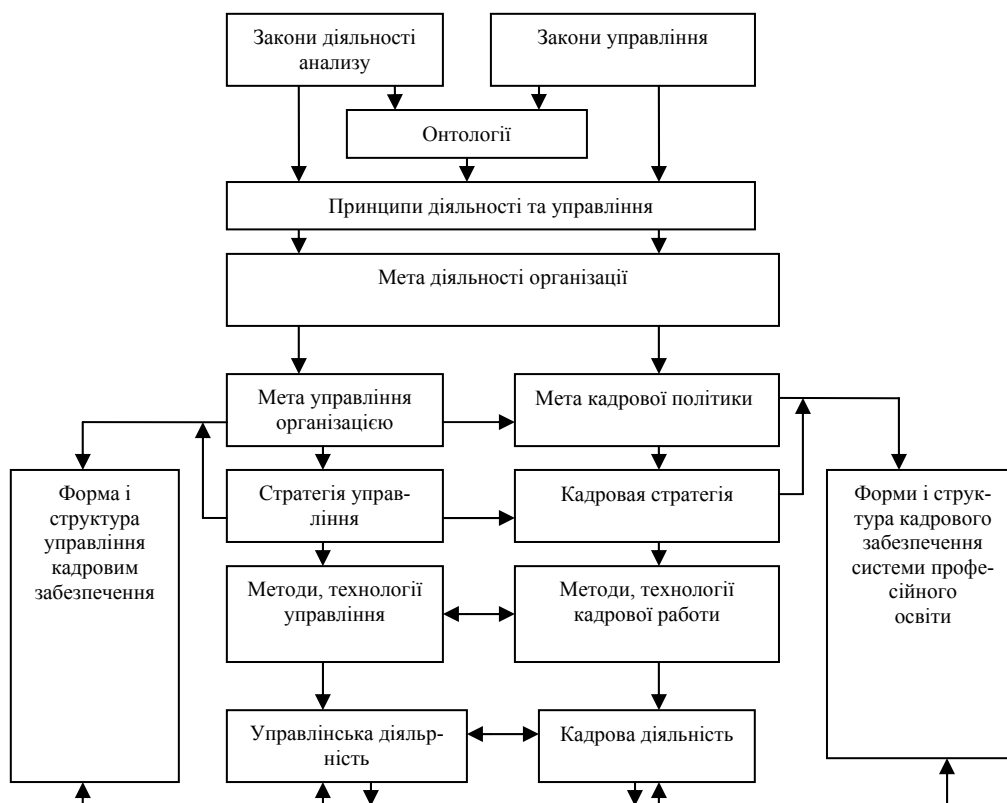 Закони діяльності
анализу
Закони управління
Онтології
Принципи діяльності та управління
Мета діяльності організації
Мета управління
організацією
Мета кадрової політики
Форма і
структура
управління
кадровим
забезпечення
Стратегія управ-
ління
Кадровая стратегія
Форми і струк-
тура кадрового
забезпечення
системи профе-
сійного
освіти
Методи, технології
управління
Методи, технології
кадрової работи
Управлінська діяльр-
ність
Кадрова діяльність